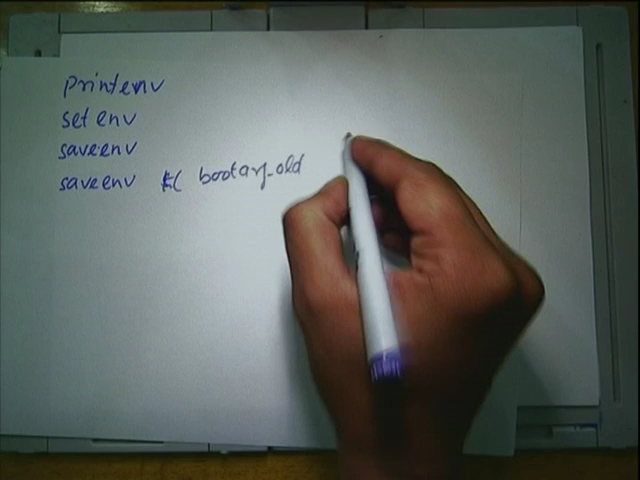 printenv
setenv
saveenv
saveenv bootarg_old